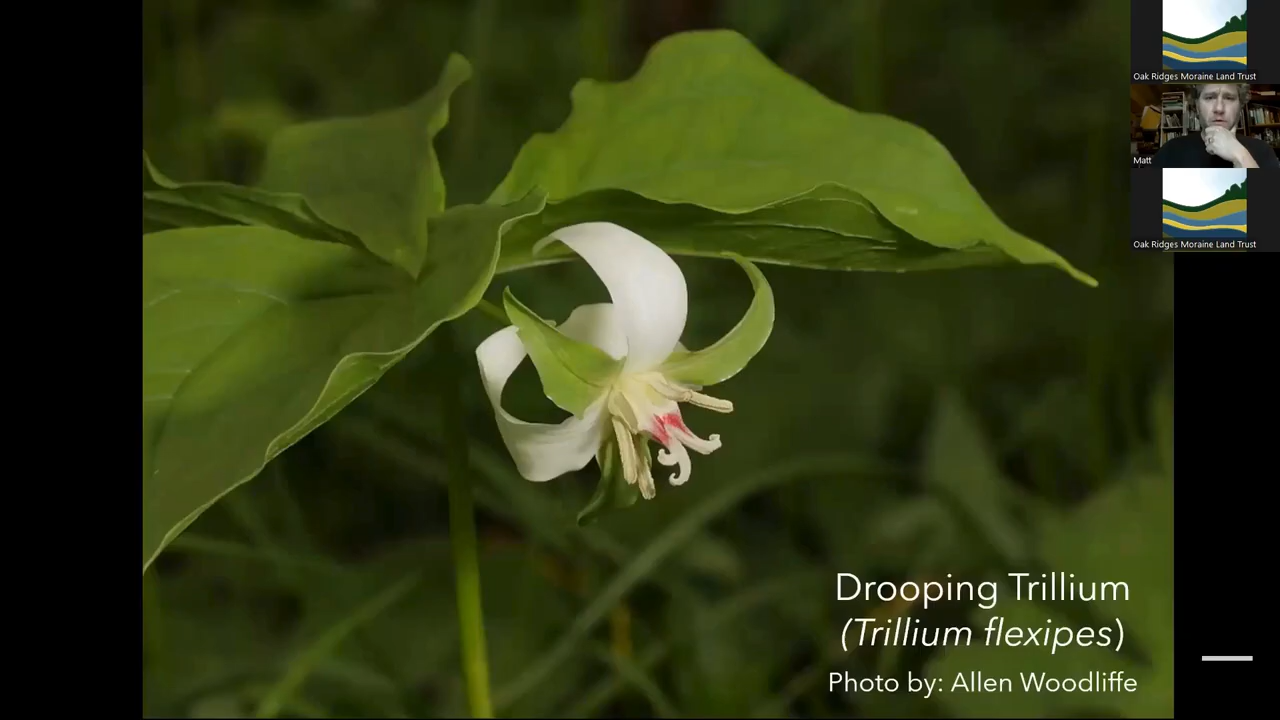 Oak Ridges Moraine Land Trust
Matt
Oak Ridges Moraine Land Trust
Drooping Trillium
(Trillium flexipes)
Photo by: Allen Woodliffe